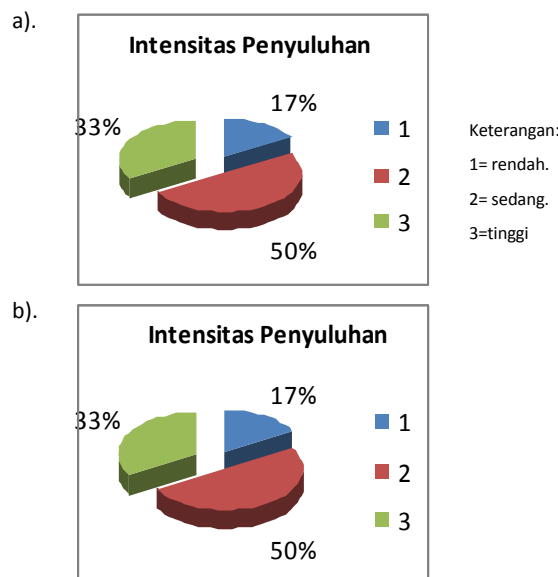 a).
Intensitas Penyuluhan
17%
33%
50%
1
2
3
Keterangan:
1= rendah.
2= sedang.
3=tinggi
b).
Intensitas Penyuluhan
17%
33%
50%
1
2
3